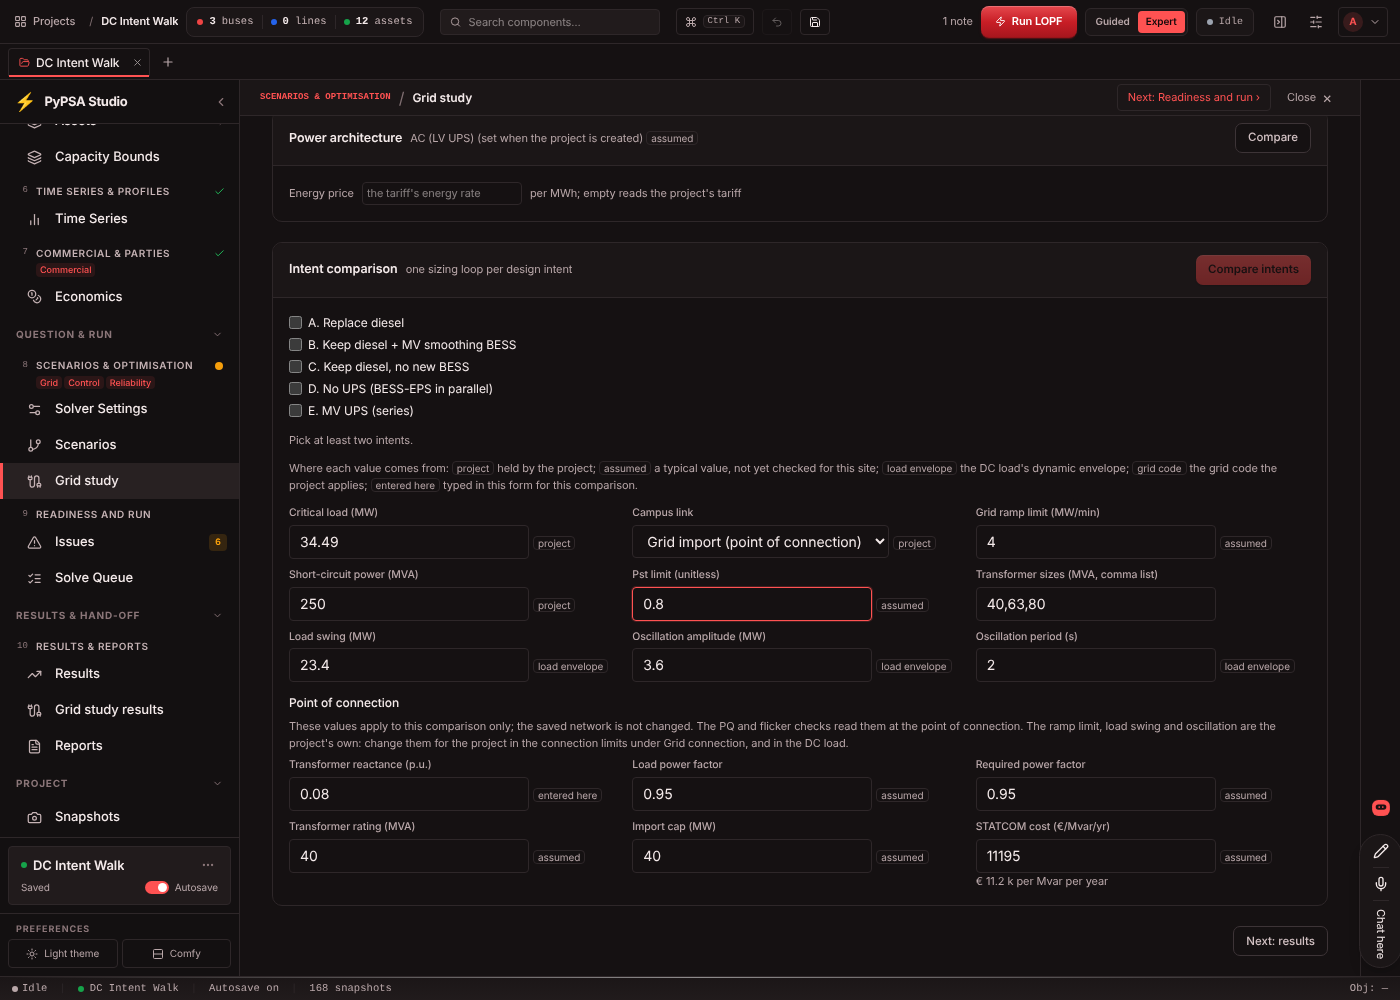 Projects / DC Intent Walk 3 buses 0 lines 12 assets Search components... ⌘ Ctrl K 1 note Run LOPF Guided Expert Idle A
DC Intent Walk
PyPSA Studio
SCENARIOS & OPTIMISATION / Grid study Next: Readiness and run › Close ×
Assets
Capacity Bounds
6 TIME SERIES & PROFILES
Time Series
7 COMMERCIAL & PARTIES
Commercial
Economics
QUESTION & RUN
8 SCENARIOS & OPTIMISATION
Grid Control Reliability
Solver Settings
Scenarios
Grid study
9 READINESS AND RUN
Issues 6
Solve Queue
RESULTS & HAND-OFF
10 RESULTS & REPORTS
Results
Grid study results
Reports
PROJECT
Snapshots
DC Intent Walk ...
Saved Autosave
PREFERENCES
Light theme Comfy
Power architecture AC (LV UPS) (set when the project is created) assumed Compare
Energy price the tariff's energy rate per MWh; empty reads the project's tariff
Intent comparison one sizing loop per design intent Compare intents
A. Replace diesel
B. Keep diesel + MV smoothing BESS
C. Keep diesel, no new BESS
D. No UPS (BESS-EPS in parallel)
E. MV UPS (series)
Pick at least two intents.
Where each value comes from: project held by the project; assumed a typical value, not yet checked for this site; load envelope the DC load's dynamic envelope; grid code the grid code the
project applies; entered here typed in this form for this comparison.
Critical load (MW) Campus link Grid ramp limit (MW/min)
34.49 project Grid import (point of connection) project 4 assumed
Short-circuit power (MVA) Pst limit (unitless) Transformer sizes (MVA, comma list)
250 project 0.8 assumed 40,63,80
Load swing (MW) Oscillation amplitude (MW) Oscillation period (s)
23.4 load envelope 3.6 load envelope 2 load envelope
Point of connection
These values apply to this comparison only; the saved network is not changed. The PQ and flicker checks read them at the point of connection. The ramp limit, load swing and oscillation are the
project's own: change them for the project in the connection limits under Grid connection, and in the DC load.
Transformer reactance (p.u.) Load power factor Required power factor
0.08 entered here 0.95 assumed 0.95 assumed
Transformer rating (MVA) Import cap (MW) STATCOM cost (€/Mvar/yr)
40 assumed 40 assumed 11195 assumed
€ 11.2 k per Mvar per year
Next: results
Chat here
Idle DC Intent Walk Autosave on 168 snapshots Obj: —